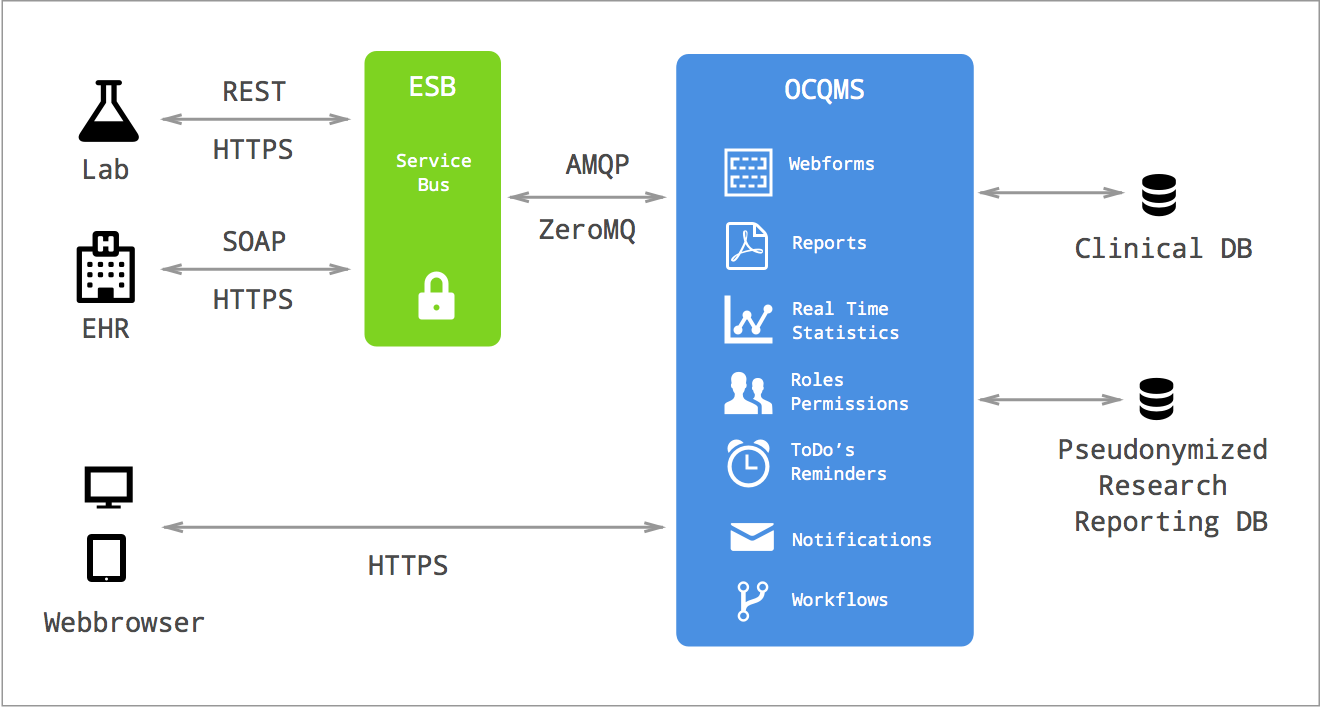 REST
HTTPS
Lab
SOAP
HTTPS
EHR
ESB
Service
Bus
AMQP
ZeroMQ
OCQMS
Webforms
Reports
Real Time
Statistics
Roles
Permissions
ToDo’s
Reminders
Notifications
Workflows
Clinical DB
Pseudonymized
Research
Reporting DB
HTTPS
Webbrowser